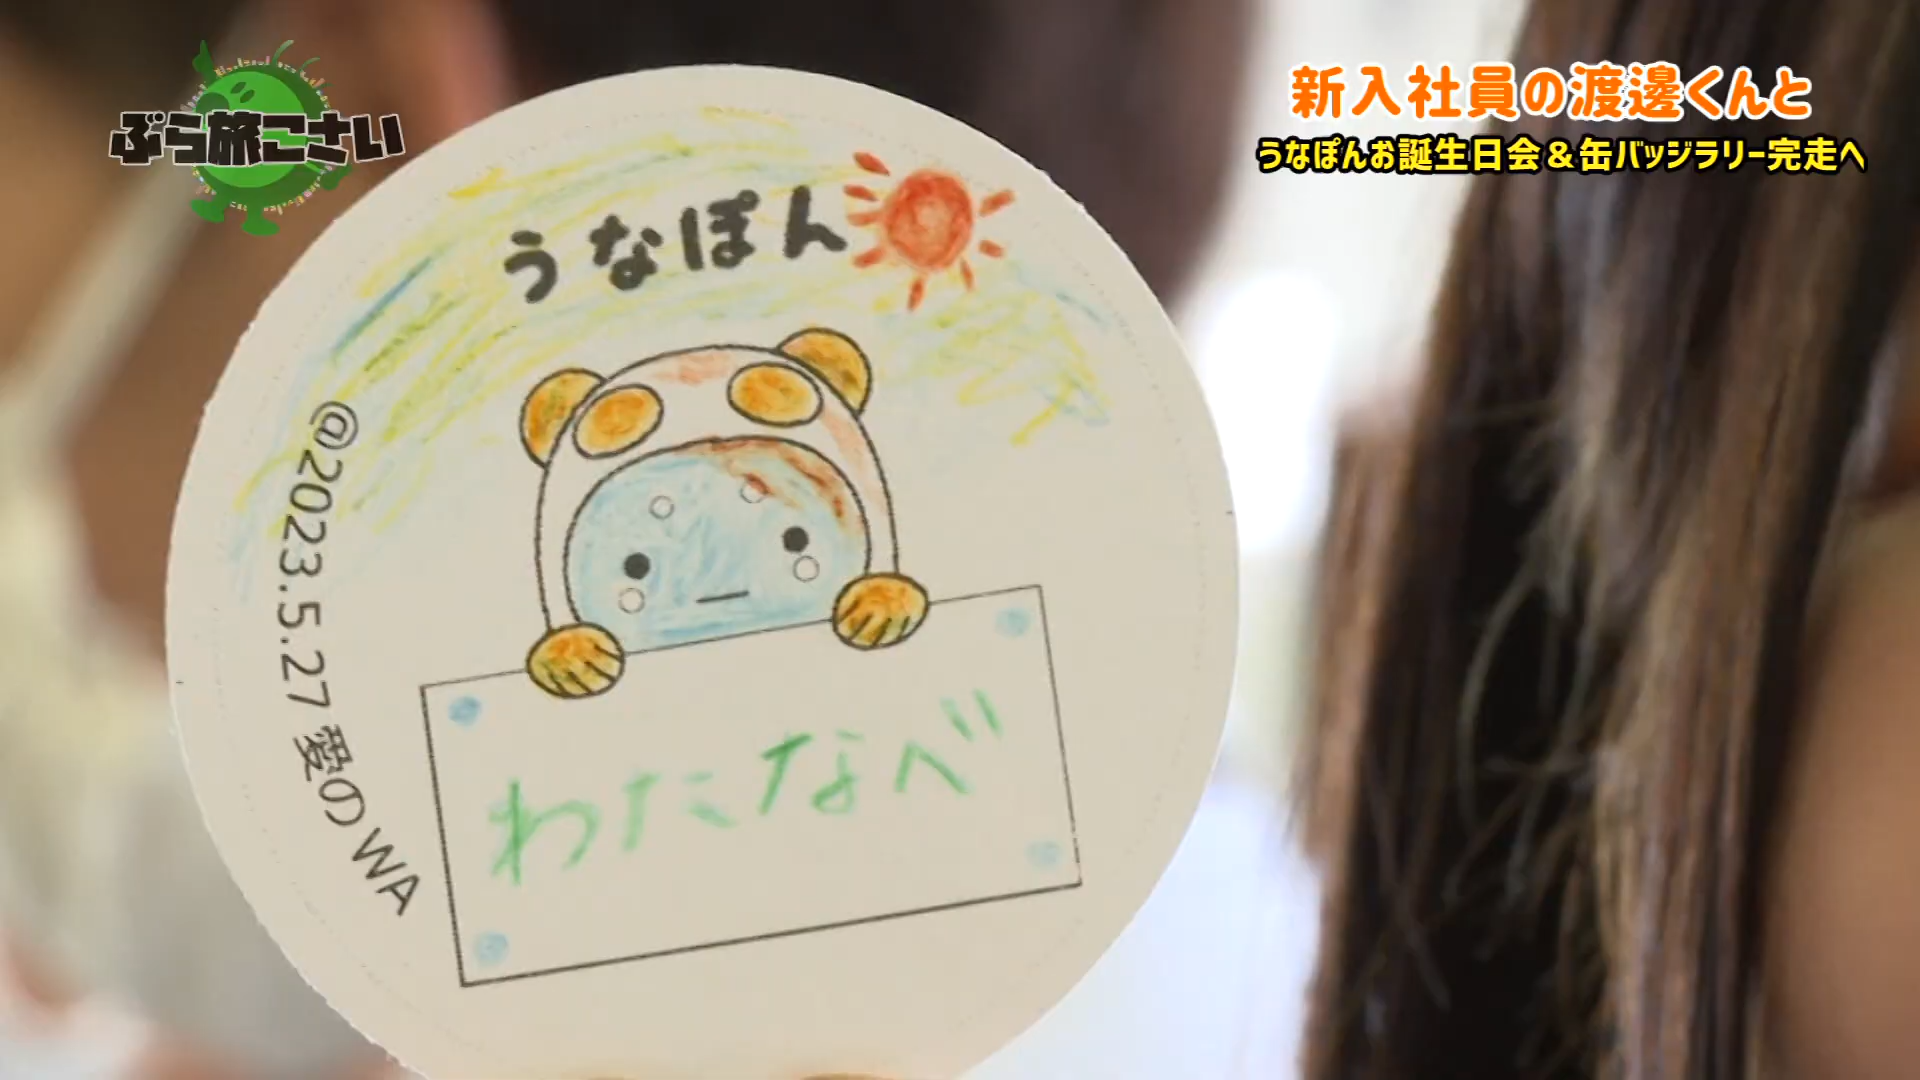 ぶら旅こさい
新入社員の渡邊くんと
うなぽんお誕生日会＆缶バッジラリー完走へ
うなぽん
@2023.5.27 愛のWA
わたなべ